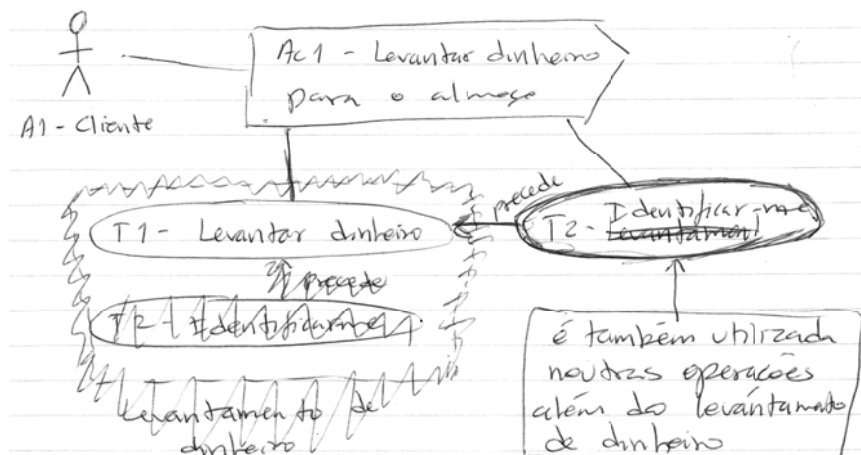 Ac1 - Levantar dinheiro
para o almoço
A1 - Cliente
precede
T1 - Levantar dinheiro
T2 - Identificar-me
Levantamen
precede
T2 - Identificar-me
Levantamento de
dinheiro
é também utilizada
noutras operações
além do levantamento
de dinheiro